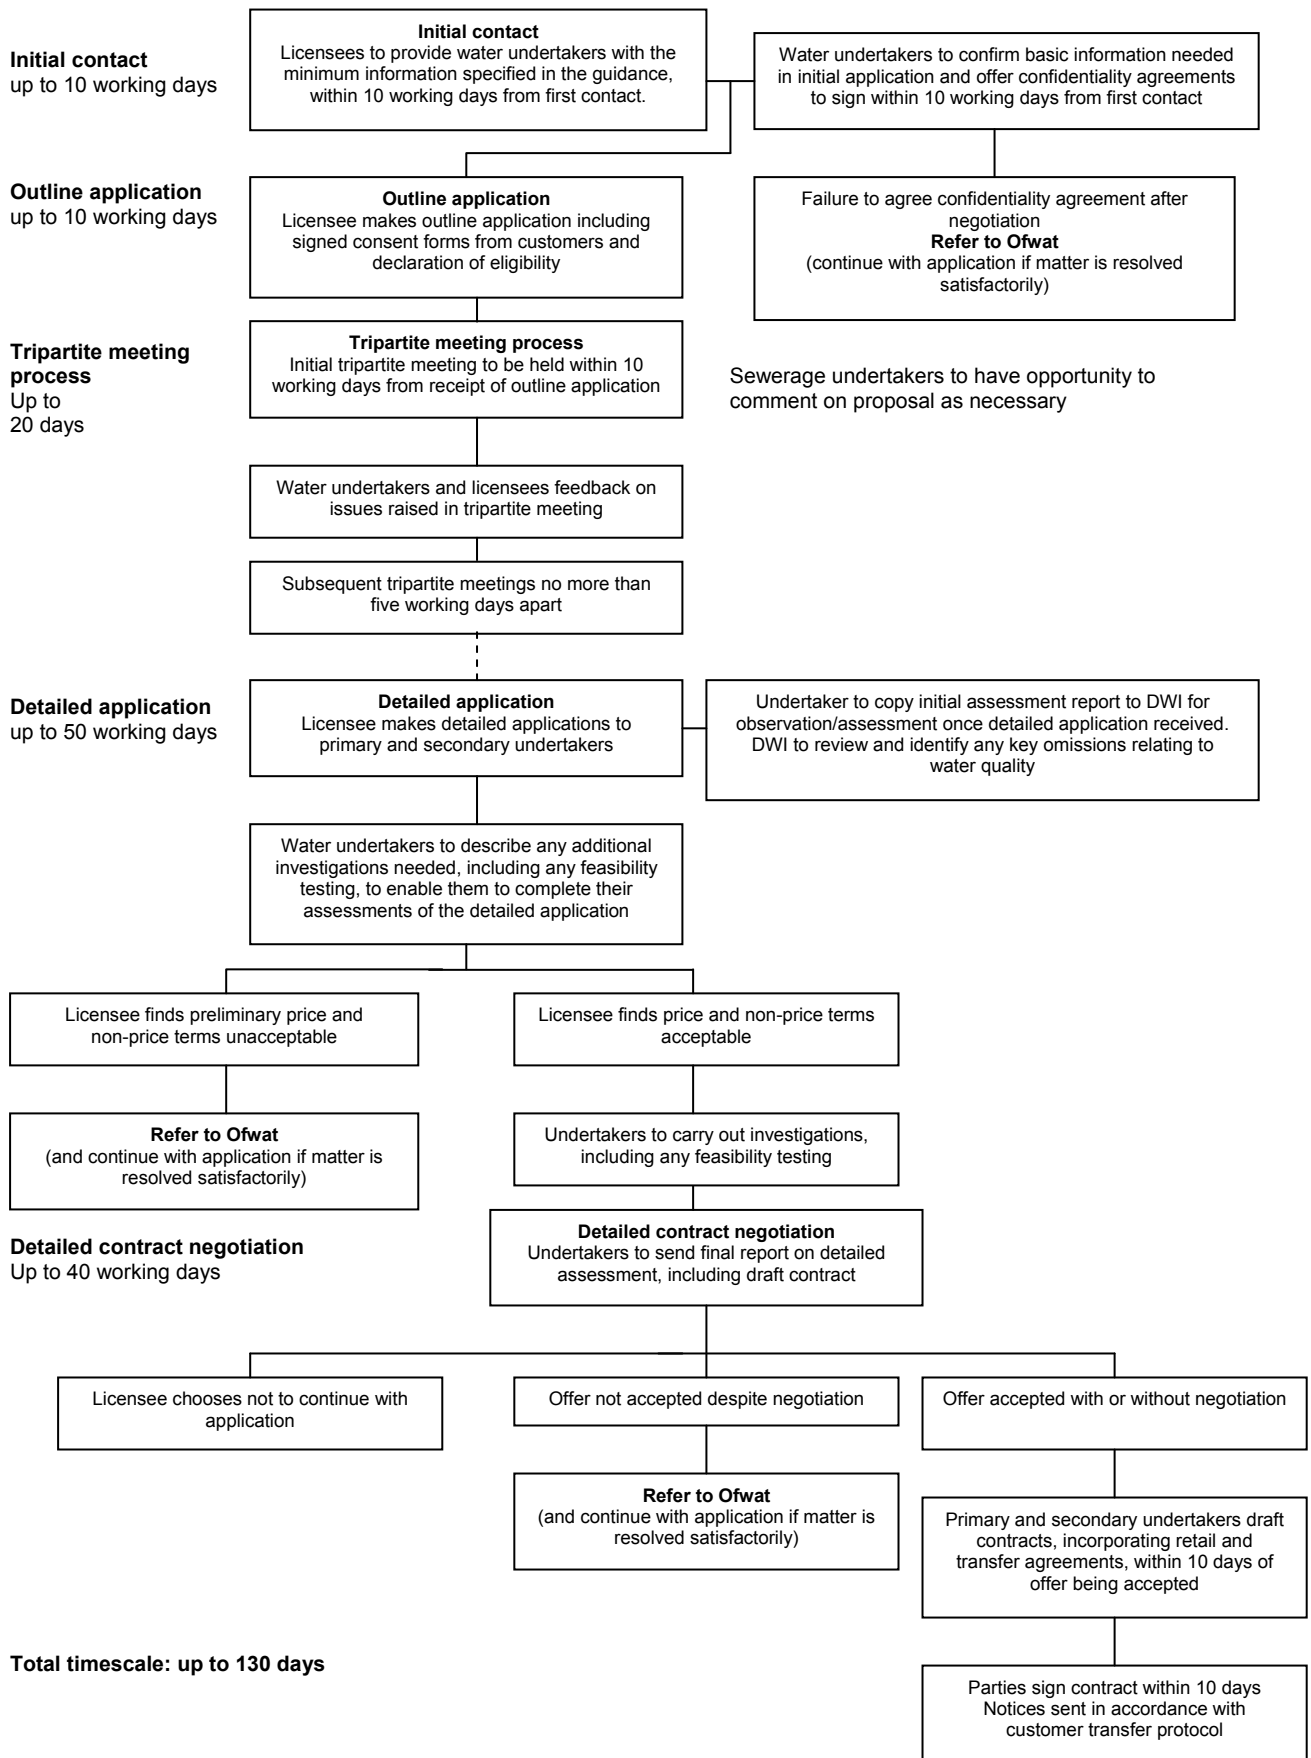 Initial contact
up to 10 working days
Initial contact
Licensees to provide water undertakers with the
minimum information specified in the guidance,
within 10 working days from first contact.
Water undertakers to confirm basic information needed
in initial application and offer confidentiality agreements
to sign within 10 working days from first contact
Outline application
up to 10 working days
Outline application
Licensee makes outline application including
signed consent forms from customers and
declaration of eligibility
Failure to agree confidentiality agreement after
negotiation
Refer to Ofwat
(continue with application if matter is resolved
satisfactorily)
Tripartite meeting
process
Up to
20 days
Tripartite meeting process
Initial tripartite meeting to be held within 10
working days from receipt of outline application
Sewerage undertakers to have opportunity to
comment on proposal as necessary
Water undertakers and licensees feedback on
issues raised in tripartite meeting
Subsequent tripartite meetings no more than
five working days apart
Detailed application
up to 50 working days
Detailed application
Licensee makes detailed applications to
primary and secondary undertakers
Undertaker to copy initial assessment report to DWI for
observation/assessment once detailed application received.
DWI to review and identify any key omissions relating to
water quality
Water undertakers to describe any additional
investigations needed, including any feasibility
testing, to enable them to complete their
assessments of the detailed application
Licensee finds preliminary price and
non-price terms unacceptable
Licensee finds price and non-price terms
acceptable
Refer to Ofwat
(and continue with application if matter is
resolved satisfactorily)
Undertakers to carry out investigations,
including any feasibility testing
Detailed contract negotiation
Up to 40 working days
Detailed contract negotiation
Undertakers to send final report on detailed
assessment, including draft contract
Licensee chooses not to continue with
application
Offer not accepted despite negotiation
Offer accepted with or without negotiation
Refer to Ofwat
(and continue with application if matter is
resolved satisfactorily)
Primary and secondary undertakers draft
contracts, incorporating retail and
transfer agreements, within 10 days of
offer being accepted
Total timescale: up to 130 days
Parties sign contract within 10 days
Notices sent in accordance with
customer transfer protocol